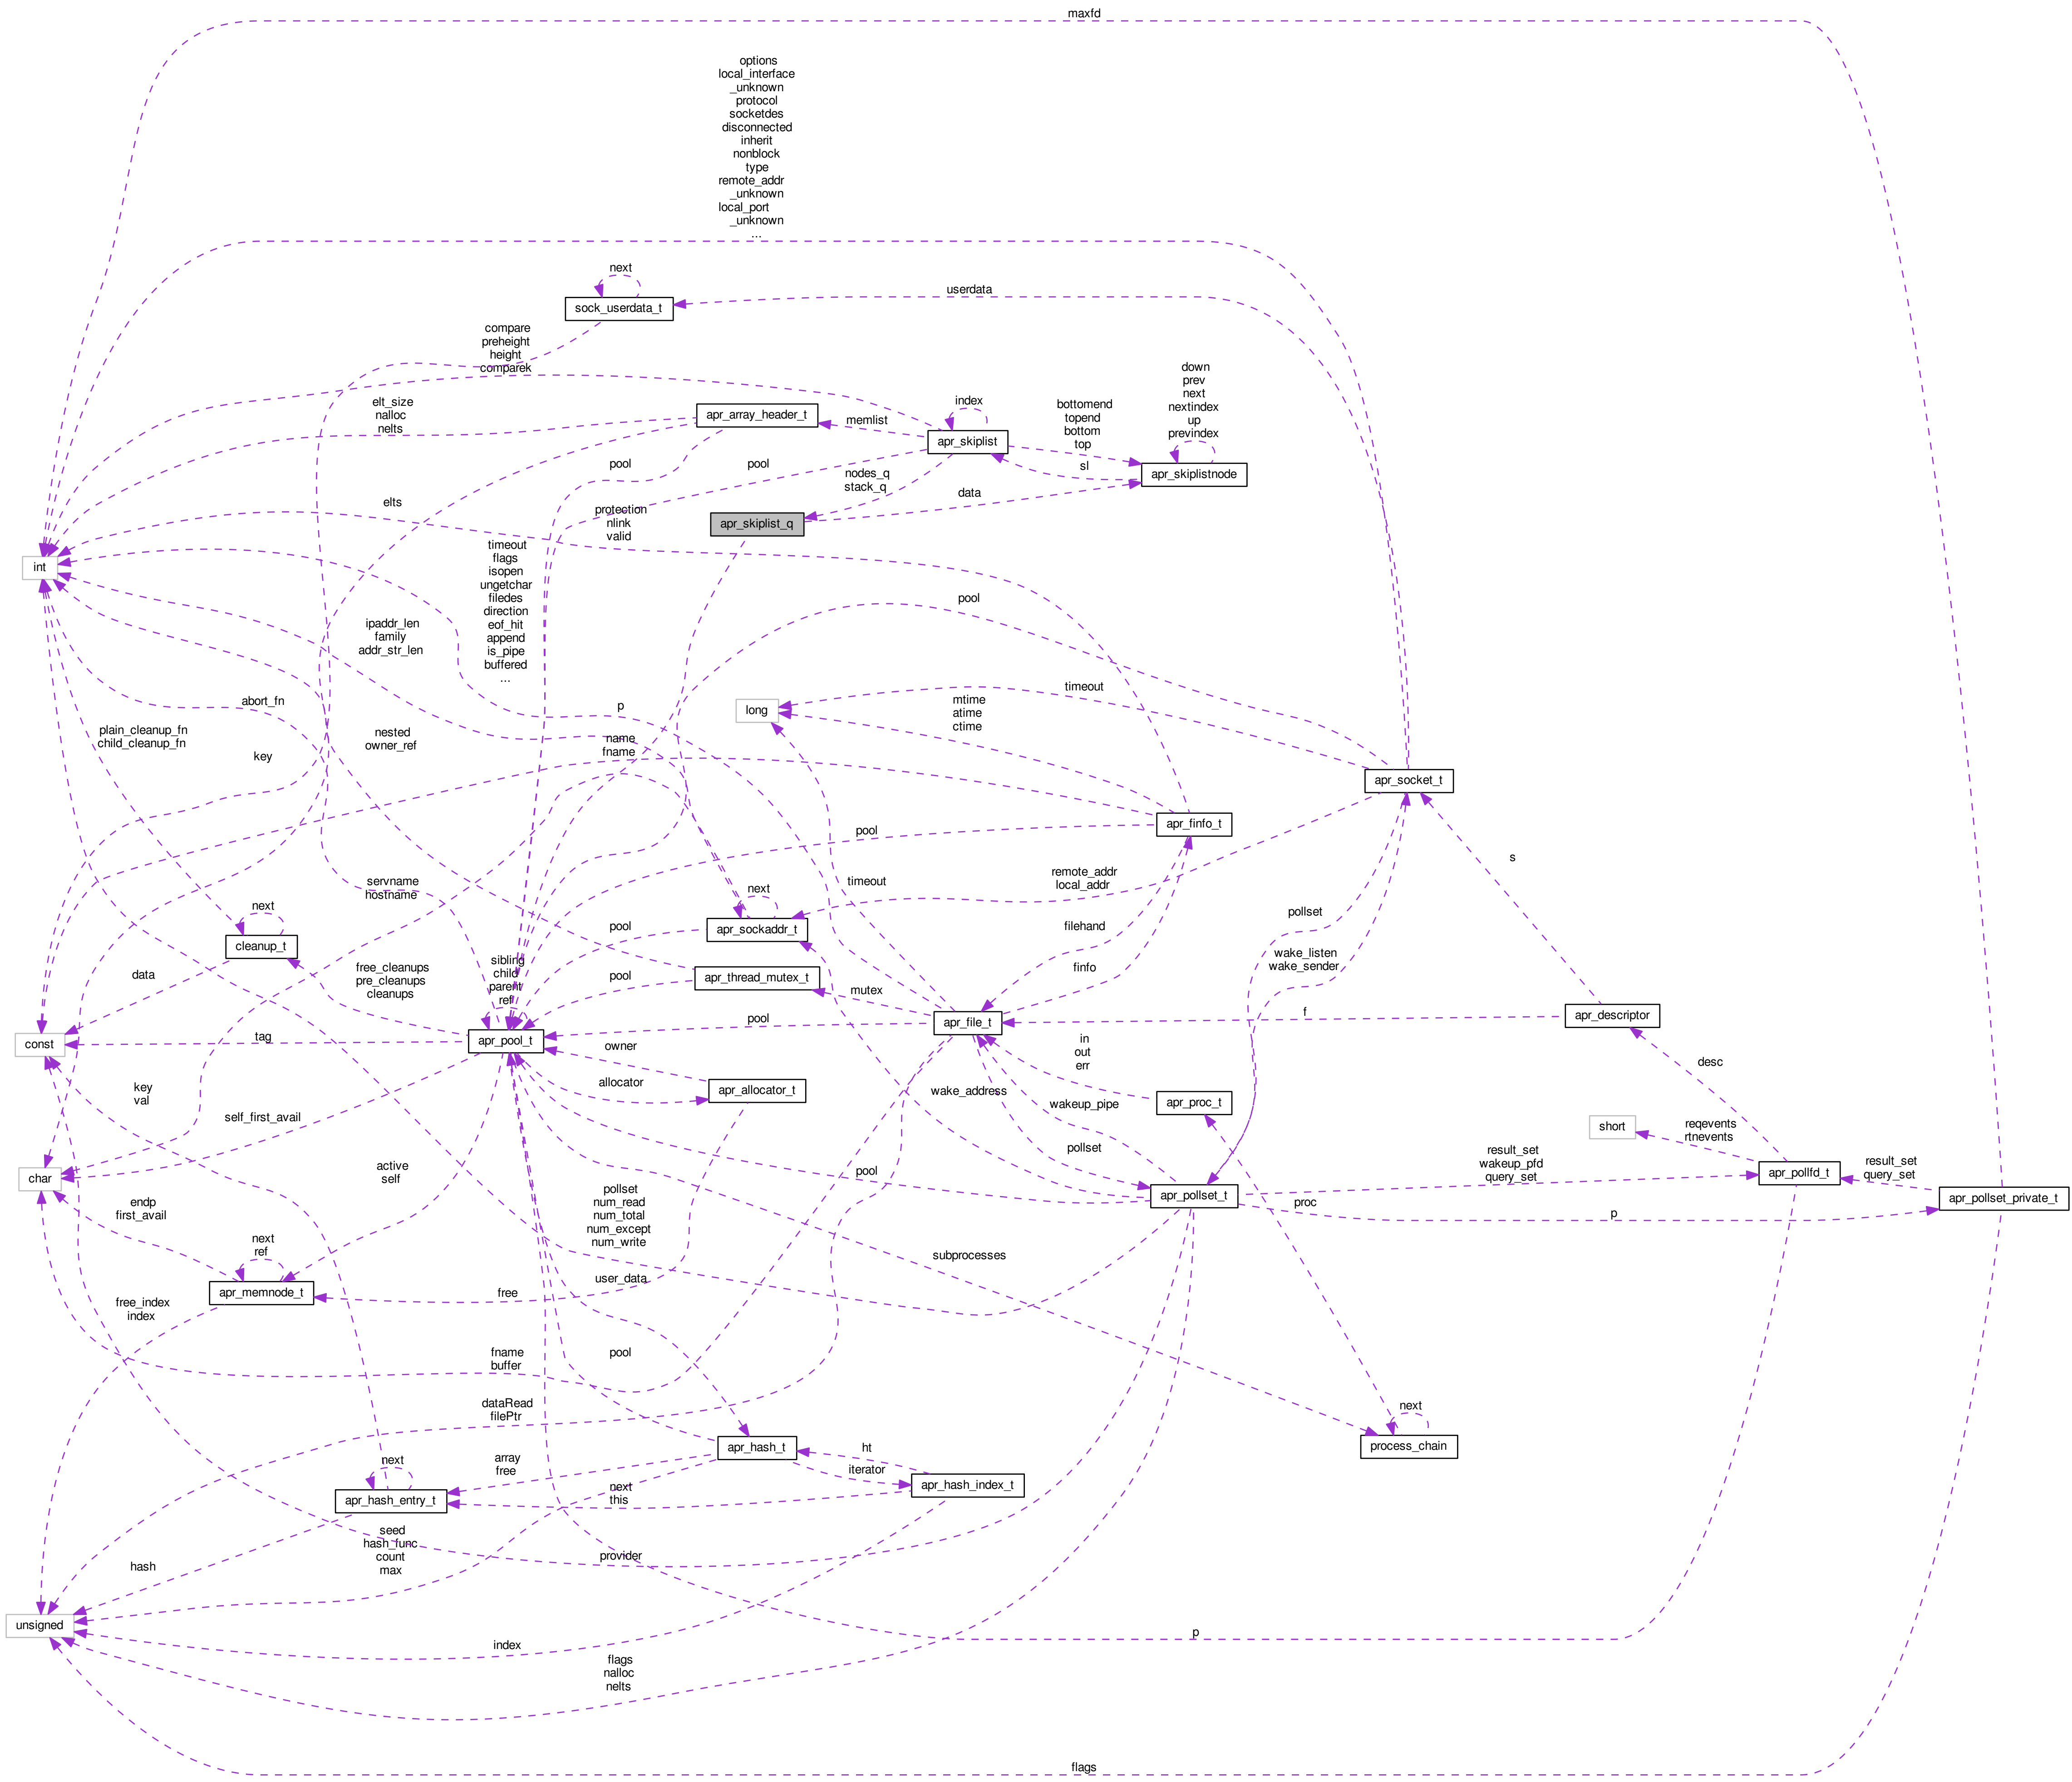 maxfd
options
local_interface
_unknown
protocol
socketdes
disconnected
inherit
nonblock
type
remote_addr
_unknown
local_port
_unknown
...
next
userdata
sock_userdata_t
compare
preheight
height
comparek
down
prev
next
nextindex
up
previndex
elt_size
nalloc
nelts
apr_array_header_t
memlist
index
apr_skiplist
bottomend
topend
bottom
top
sl
apr_skiplistnode
pool
pool
nodes_q
stack_q
data
elts
protection
nlink
valid
apr_skiplist_q
int
timeout
flags
isopen
ungetchar
filedes
direction
eof_hit
append
is_pipe
buffered
...
pool
ipaddr_len
family
addr_str_len
abort_fn
p
long
timeout
mtime
atime
ctime
plain_cleanup_fn
child_cleanup_fn
nested
owner_ref
name
fname
key
apr_socket_t
apr_finfo_t
pool
timeout
s
servname
hostname
next
remote_addr
local_addr
next
apr_sockaddr_t
pool
filehand
pollset
cleanup_t
data
free_cleanups
pre_cleanups
cleanups
sibling
child
parent
ref
pool
apr_thread_mutex_t
mutex
finfo
wake_listen
wake_sender
const
tag
apr_pool_t
pool
apr_file_t
f
apr_descriptor
owner
in
out
err
desc
allocator
apr_allocator_t
wake_address
wakeup_pipe
apr_proc_t
key
val
self_first_avail
short
reqevents
rtnevents
char
active
self
pollset
result_set
wakeup_pfd
query_set
apr_pollfd_t
result_set
query_set
pool
apr_pollset_t
proc
p
apr_pollset_private_t
endp
first_avail
pollset
num_read
num_total
num_except
num_write
next
ref
subprocesses
apr_memnode_t
free
user_data
free_index
index
fname
buffer
pool
dataRead
filePtr
next
process_chain
apr_hash_t
ht
iterator
array
free
next
apr_hash_entry_t
next
this
apr_hash_index_t
seed
hash_func
count
max
hash
provider
unsigned
index
p
flags
nalloc
nelts
flags